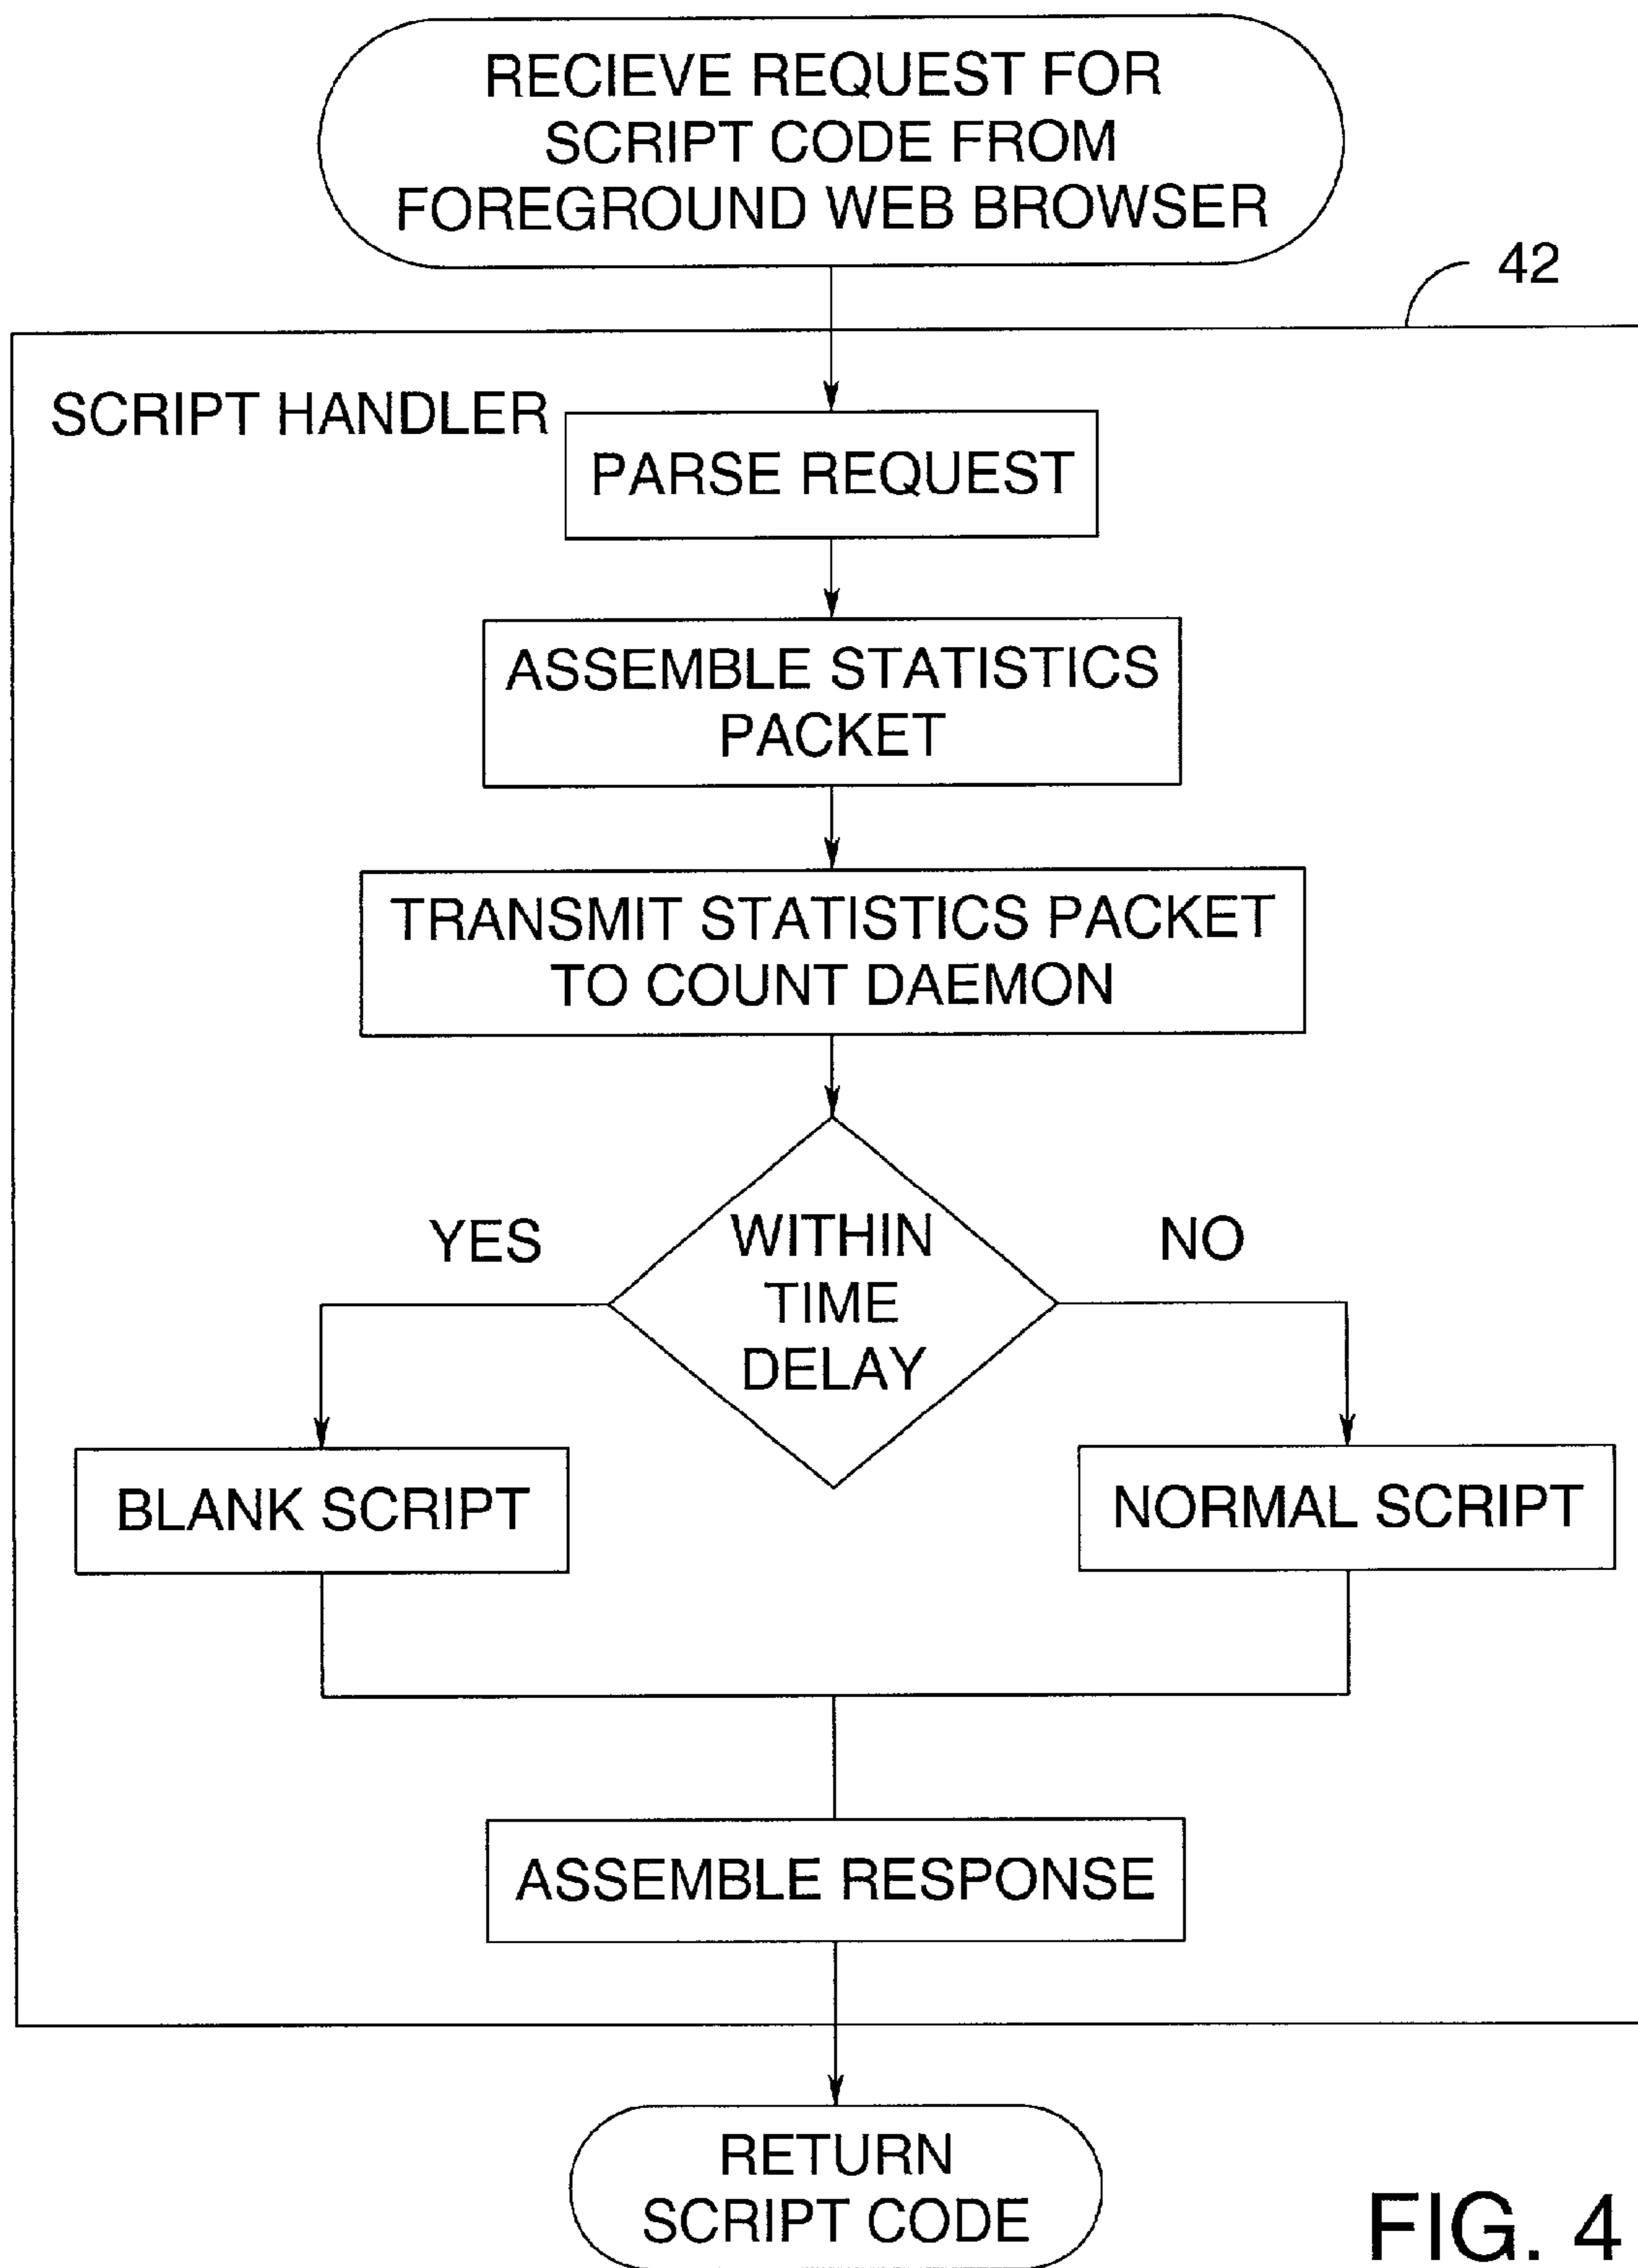 RECIEVE REQUEST FOR
SCRIPT CODE FROM
FOREGROUND WEB BROWSER
42
SCRIPT HANDLER
PARSE REQUEST
ASSEMBLE STATISTICS
PACKET
TRANSMIT STATISTICS PACKET
TO COUNT DAEMON
YES
WITHIN
TIME
DELAY
NO
BLANK SCRIPT
NORMAL SCRIPT
ASSEMBLE RESPONSE
RETURN
SCRIPT CODE
FIG. 4